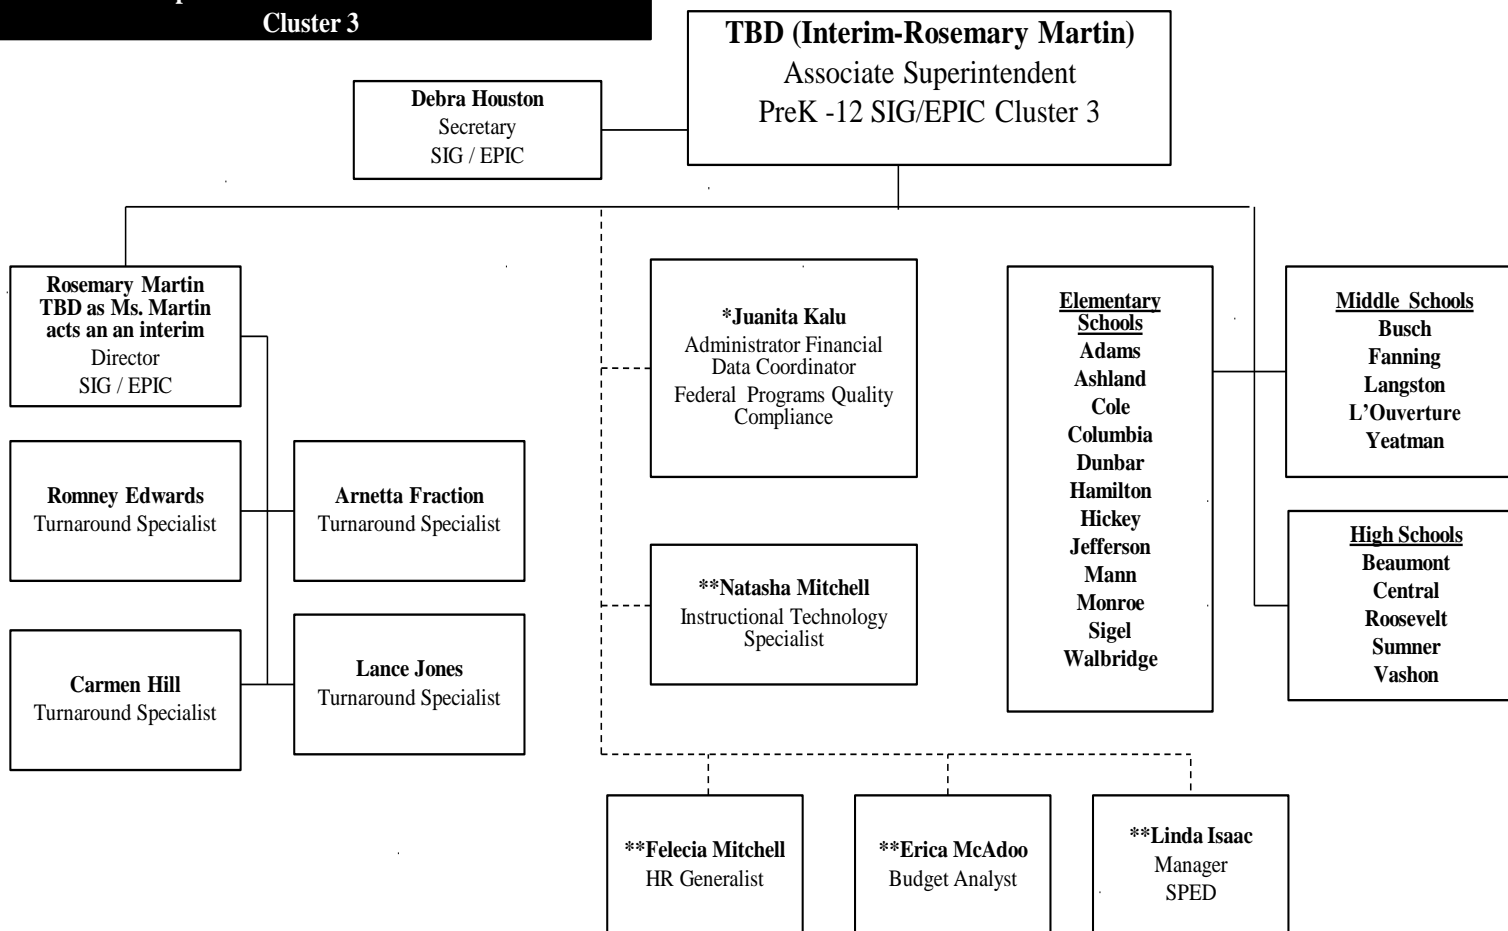 Cluster 3
TBD (Interim-Rosemary Martin)
Associate Superintendent
PreK -12 SIG/EPIC Cluster 3
Debra Houston
Secretary
SIG / EPIC
Rosemary Martin
TBD as Ms. Martin
acts an an interim
Director
SIG / EPIC
Romney Edwards
Turnaround Specialist
Arnetta Fraction
Turnaround Specialist
Carmen Hill
Turnaround Specialist
Lance Jones
Turnaround Specialist
*Juanita Kalu
Administrator Financial
Data Coordinator
Federal Programs Quality
Compliance
**Natasha Mitchell
Instructional Technology
Specialist
Elementary
Schools
Adams
Ashland
Cole
Columbia
Dunbar
Hamilton
Hickey
Jefferson
Mann
Monroe
Sigel
Walbridge
Middle Schools
Busch
Fanning
Langston
L’Ouverture
Yeatman
High Schools
Beaumont
Central
Roosevelt
Sumner
Vashon
**Felecia Mitchell
HR Generalist
**Erica McAdoo
Budget Analyst
**Linda Isaac
Manager
SPED